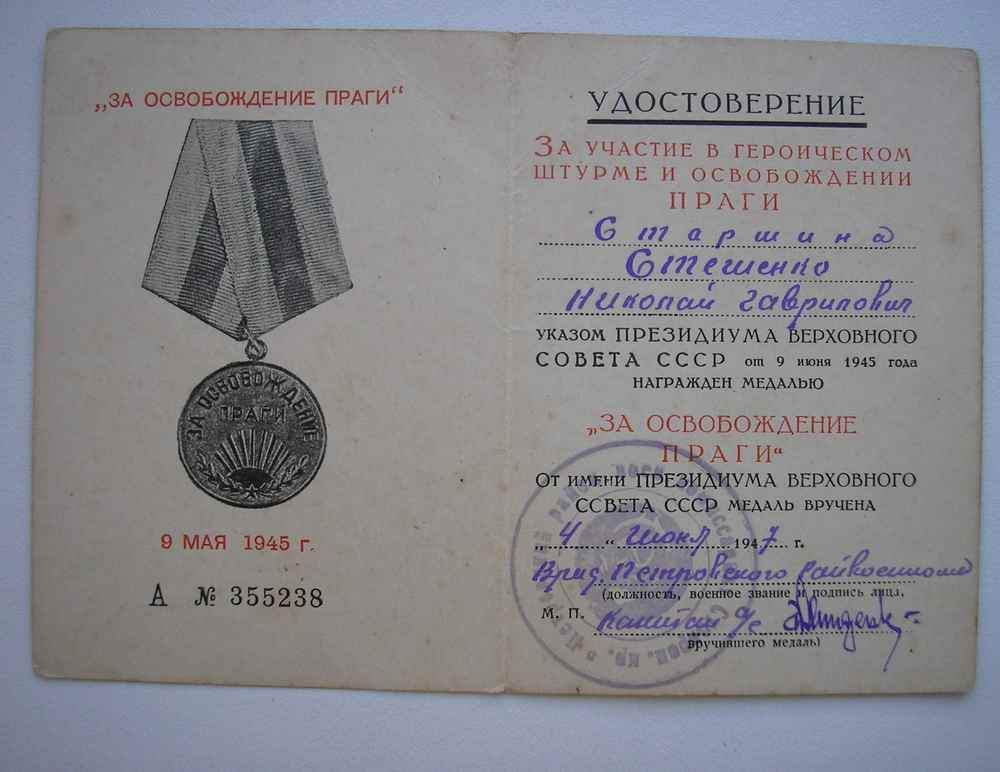 „ЗА ОСВОБОЖДЕНИЕ ПРАГИ“
ЗА ОСВОБОЖДЕНИЕ
ПРАГИ
9 МАЯ 1945 г.
А № 355238
УДОСТОВЕРЕНИЕ
ЗА УЧАСТИЕ В ГЕРОИЧЕСКОМ
ШТУРМЕ И ОСВОБОЖДЕНИИ
ПРАГИ
Старшина
Стешенко
Николай Гаврилович
УКАЗОМ ПРЕЗИДИУМА ВЕРХОВНОГО
СОВЕТА СССР от 9 июня 1945 года
НАГРАЖДЕН МЕДАЛЬЮ
„ЗА ОСВОБОЖДЕНИЕ
ПРАГИ“
ОТ ИМЕНИ ПРЕЗИДИУМА ВЕРХОВНОГО
ССВЕТА СССР МЕДАЛЬ ВРУЧЕНА
„4“ июня 1947 г.
Врид. Петровского райвоенкома
(должность, военное звание и подпись лица,
М. П. Капитан а/с
вручившего медаль)